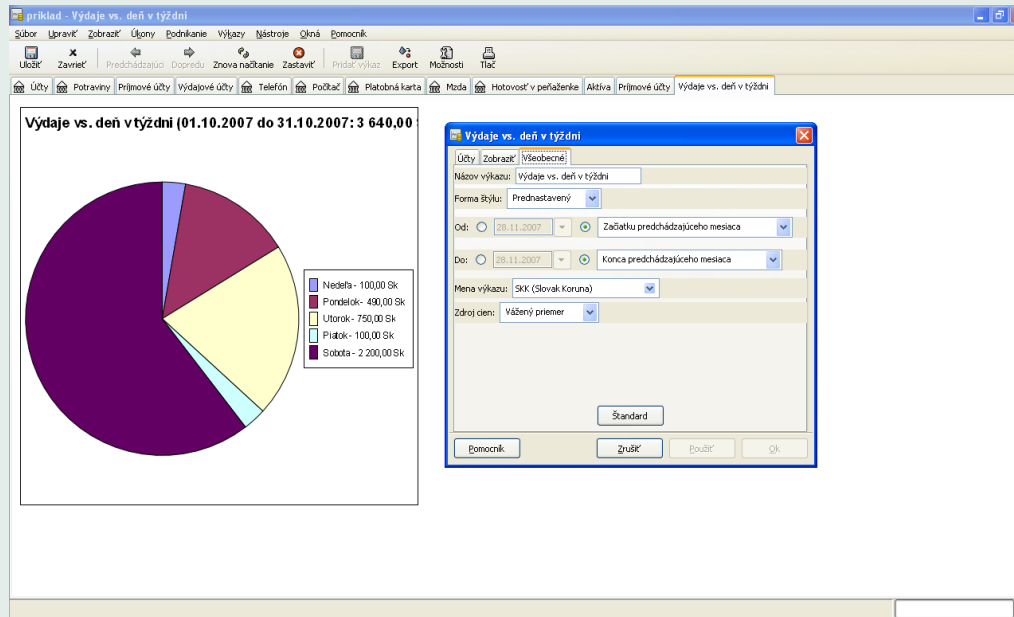 priklad - Výdaje vs. deň v týždni
Súbor Upraviť Zobraziť Úkony Podnikanie Výkazy Nástroje Okná Pomocník
Uložiť Zavrieť Predchádzajúci Dopredu Znova načítanie Zastaviť Pridať výkaz Export Možnosti Tlač
Účty Potraviny Príjmové účty Výdajové účty Telefón Počítač Platobná karta Mzda Hotovosť v peňaženke Aktíva Príjmové účty Výdaje vs. deň v týždni
Výdaje vs. deň v týždni (01.10.2007 do 31.10.2007: 3 640,00
Nedeľa - 100,00 Sk
Pondelok - 490,00 Sk
Utorok - 750,00 Sk
Piatok - 100,00 Sk
Sobota - 2 200,00 Sk
Výdaje vs. deň v týždni
Účty Zobraziť Všeobecné
Názov výkazu: Výdaje vs. deň v týždni
Forma štýlu: Prednastavený
Od: 28.11.2007 Začiatku predchádzajúceho mesiaca
Do: 28.11.2007 Konca predchádzajúceho mesiaca
Mena výkazu: SKK (Slovak Koruna)
Zdroj cien: Vážený priemer
Štandard
Pomocník Zrušiť Použiť Ok